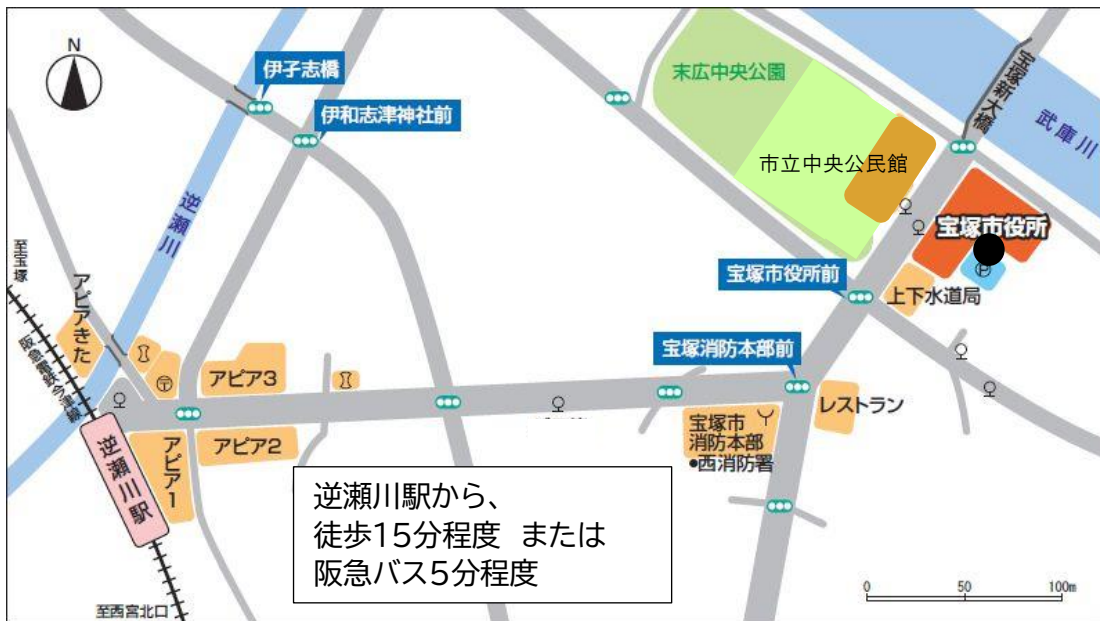 N
伊子志橋
伊和志津神社前
末広中央公園
宝塚新大橋
武庫川
市立中央公民館
逆瀬川
宝塚市役所
P
上下水道局
宝塚市役所前
至宝塚
アピアきた
阪急電鉄今津線
宝塚消防本部前
アピア3
レストラン
アピア2
アピア1
逆瀬川駅
宝塚市
消防本部
●西消防署
逆瀬川駅から、
徒歩15分程度 または
阪急バス5分程度
0 50 100m
至西宮北口